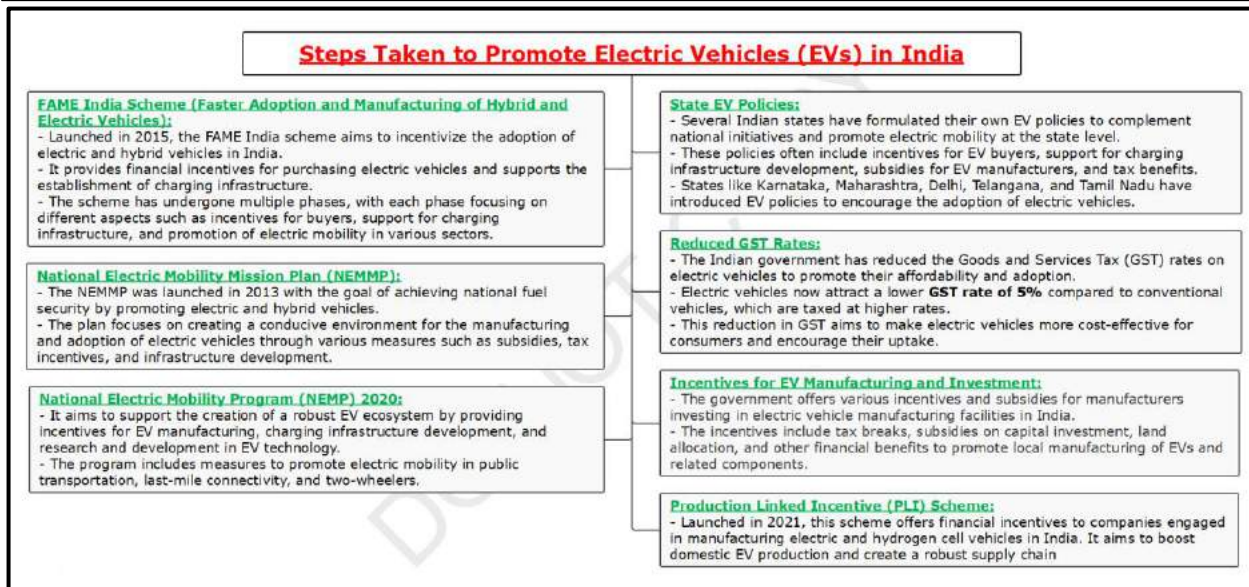 Steps Taken to Promote Electric Vehicles (EVs) in India
FAME India Scheme (Faster Adoption and Manufacturing of Hybrid and
Electric Vehicles):
- Launched in 2015, the FAME India scheme aims to incentivize the adoption of
electric and hybrid vehicles in India.
- It provides financial incentives for purchasing electric vehicles and supports the
establishment of charging infrastructure.
- The scheme has undergone multiple phases, with each phase focusing on
different aspects such as incentives for buyers, support for charging
infrastructure, and promotion of electric mobility in various sectors.
National Electric Mobility Mission Plan (NEMMP):
- The NEMMP was launched in 2013 with the goal of achieving national fuel
security by promoting electric and hybrid vehicles.
- The plan focuses on creating a conducive environment for the manufacturing
and adoption of electric vehicles through various measures such as subsidies, tax
incentives, and infrastructure development.
National Electric Mobility Program (NEMP) 2020:
- It aims to support the creation of a robust EV ecosystem by providing
incentives for EV manufacturing, charging infrastructure development, and
research and development in EV technology.
- The program includes measures to promote electric mobility in public
transportation, last-mile connectivity, and two-wheelers.
State EV Policies:
- Several Indian states have formulated their own EV policies to complement
national initiatives and promote electric mobility at the state level.
- These policies often include incentives for EV buyers, support for charging
infrastructure development, subsidies for EV manufacturers, and tax benefits.
- States like Karnataka, Maharashtra, Delhi, Telangana, and Tamil Nadu have
introduced EV policies to encourage the adoption of electric vehicles.
Reduced GST Rates:
- The Indian government has reduced the Goods and Services Tax (GST) rates on
electric vehicles to promote their affordability and adoption.
- Electric vehicles now attract a lower GST rate of 5% compared to conventional
vehicles, which are taxed at higher rates.
- This reduction in GST aims to make electric vehicles more cost-effective for
consumers and encourage their uptake.
Incentives for EV Manufacturing and Investment:
- The government offers various incentives and subsidies for manufacturers
investing in electric vehicle manufacturing facilities in India.
- The incentives include tax breaks, subsidies on capital investment, land
allocation, and other financial benefits to promote local manufacturing of EVs and
related components.
Production Linked Incentive (PLI) Scheme:
- Launched in 2021, this scheme offers financial incentives to companies engaged
in manufacturing electric and hydrogen cell vehicles in India. It aims to boost
domestic EV production and create a robust supply chain